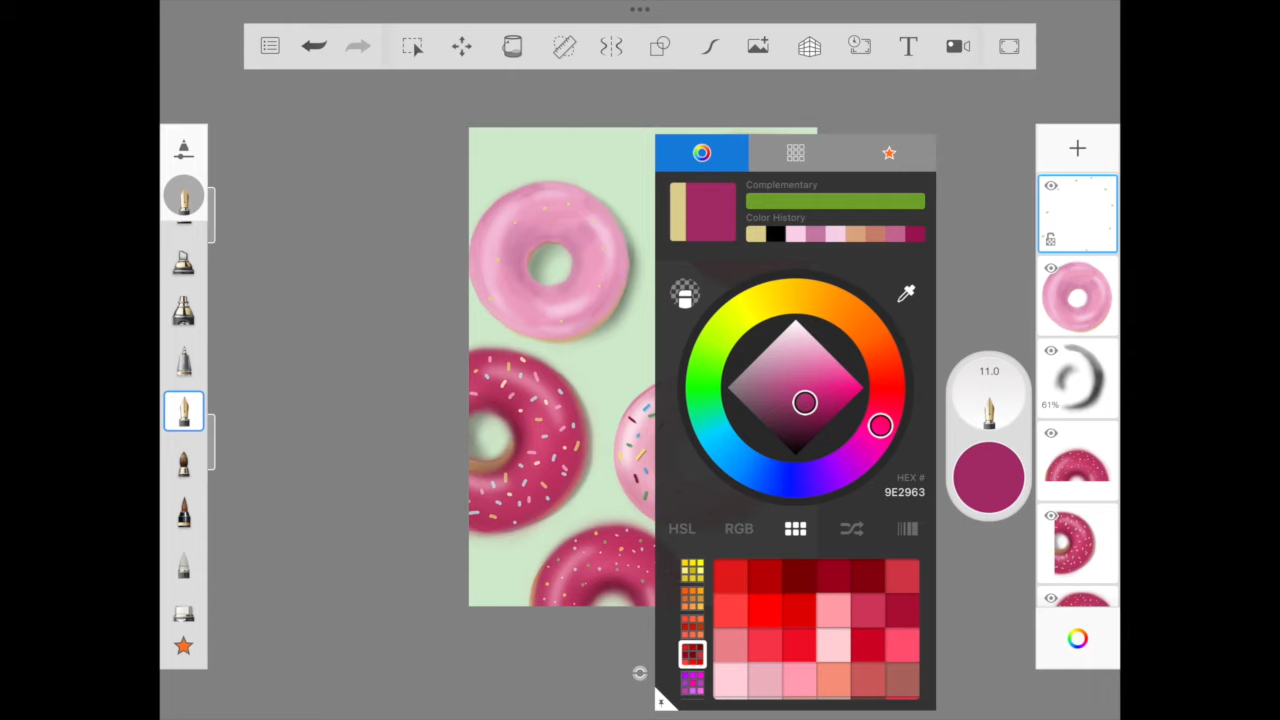 T
Complementary
Color History
11.0
61%
HEX #
9E2963
HSL RGB